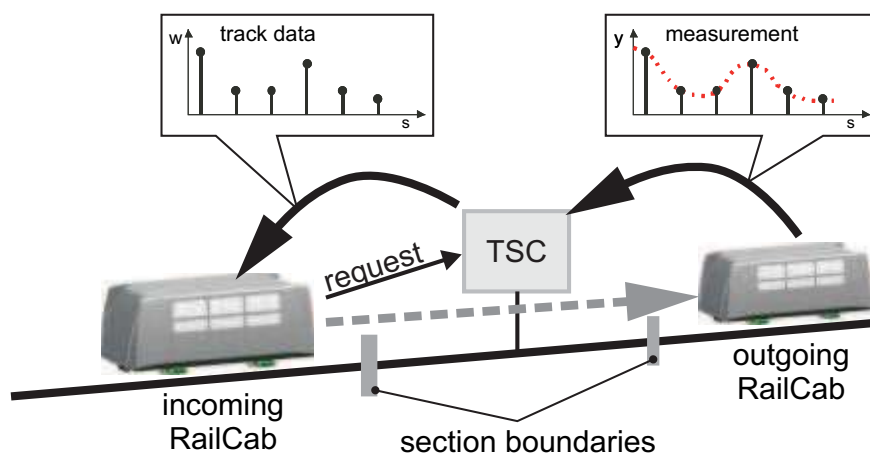 w
track data
s
y
measurement
s
request
TSC
incoming
RailCab
section boundaries
outgoing
RailCab